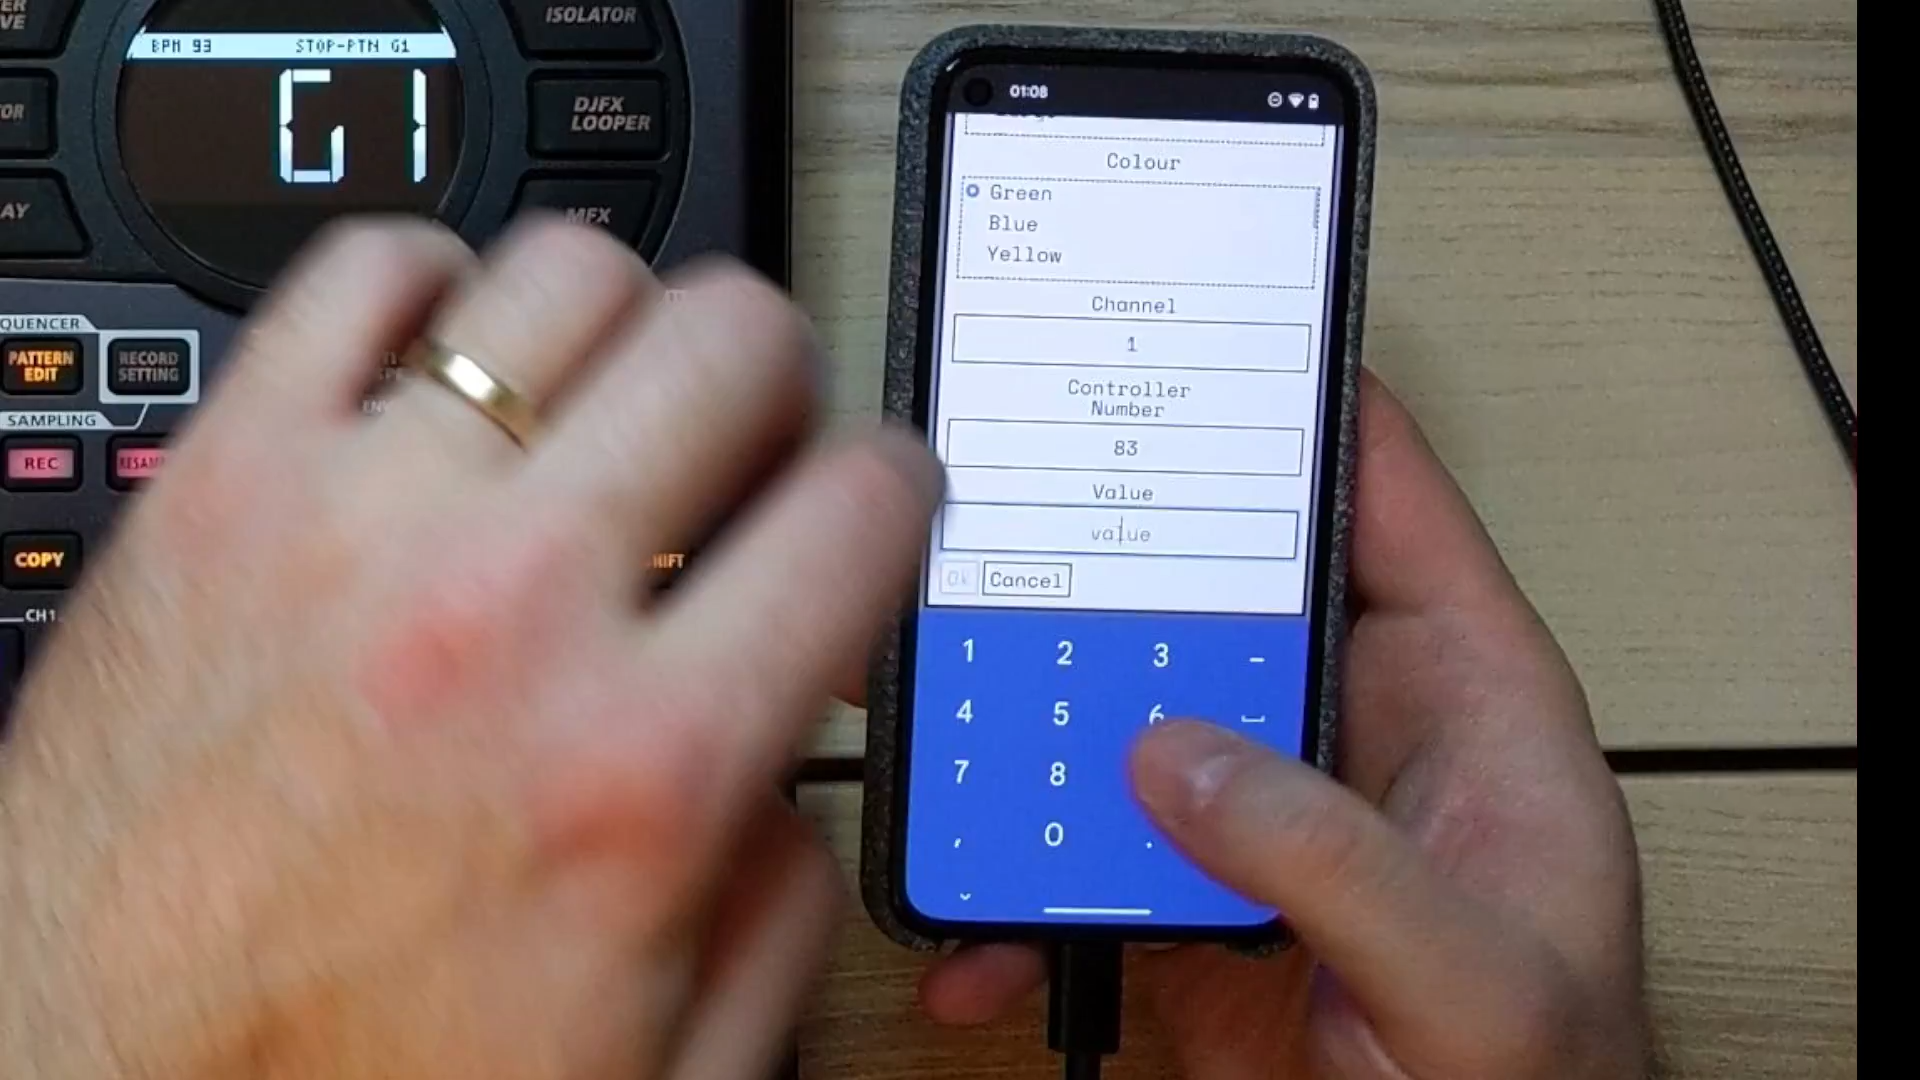 BPM 93
STOP-PTN G1
G1
ISOLATOR
DJFX
LOOPER
MFX
PATTERN
EDIT
RECORD
SETTING
SAMPLING
REC
COPY
CH1
01:08
Colour
Green
Blue
Yellow
Channel
1
Controller
Number
83
Value
value
Ok
Cancel
1 2 3 -
4 5 6
7 8
, 0 .